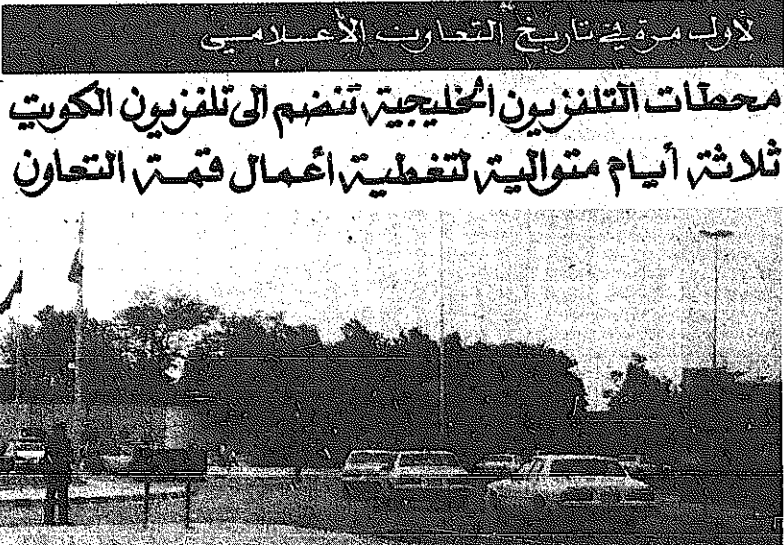 لأول مرة في تاريخ التعاون الأعلامي
محطات التلفزيون الخليجية تنضم الى تلفزيون الكويت
ثلاثة أيام متوالية لتغطية أعمال قمة التعاون